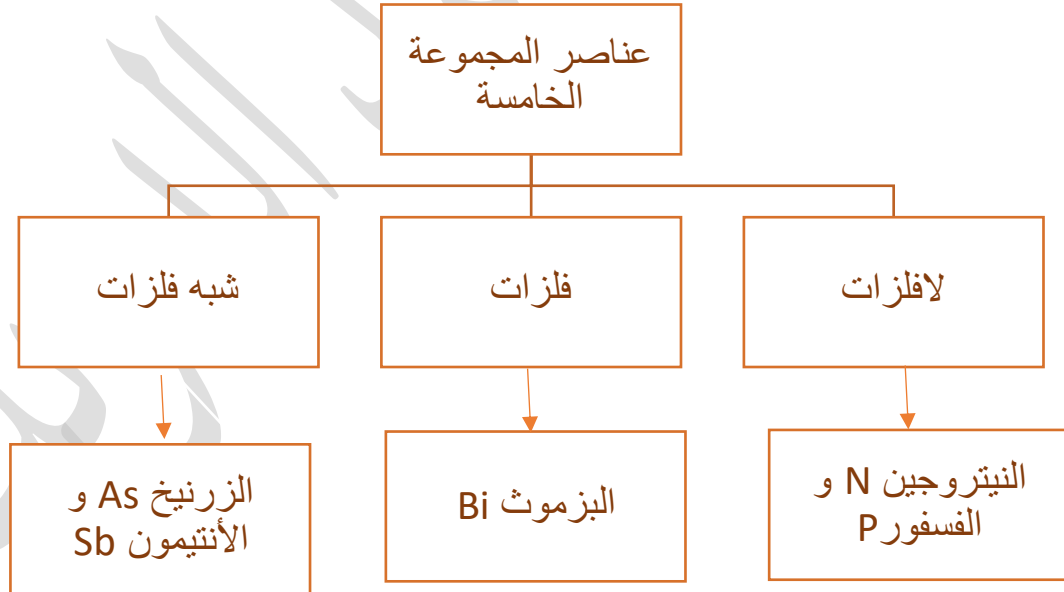 عناصر المجموعة
الخامسة
لافلزات
فلزات
شبه فلزات
النيتروجين N و
الفسفورP
البزموث Bi
الزرنيخ As و
الأنتيمون Sb